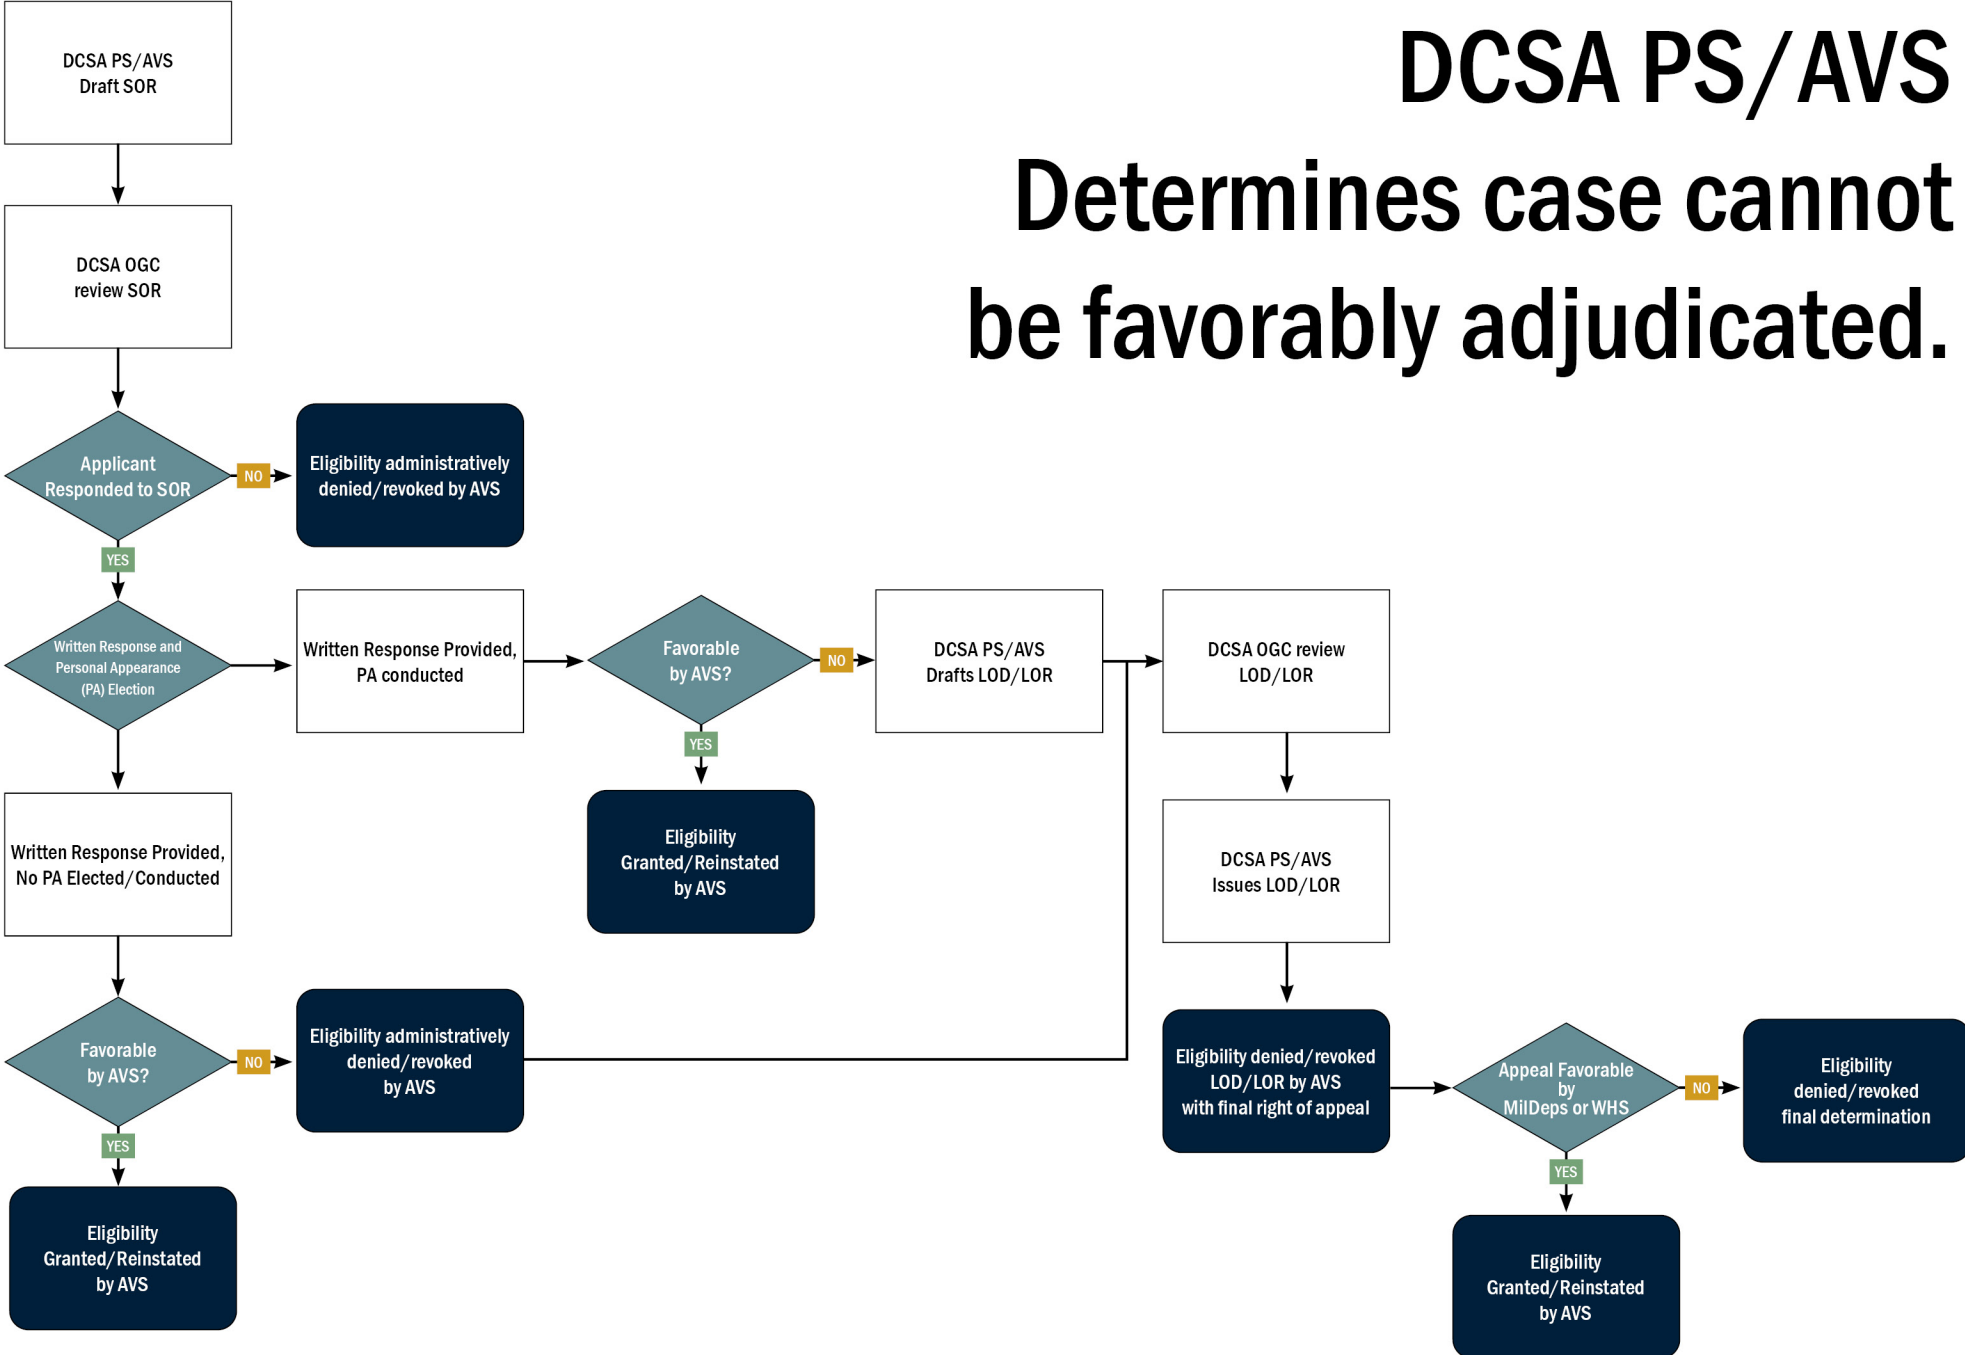 DCSA PS/AVS
Determines case cannot
be favorably adjudicated.
DCSA PS/AVS
Draft SOR
DCSA OGC
review SOR
Applicant
Responded to SOR
NO
Eligibility administratively
denied/revoked by AVS
YES
Written Response and
Personal Appearance
(PA) Election
Written Response Provided,
PA conducted
Favorable
by AVS?
NO
DCSA PS/AVS
Drafts LOD/LOR
DCSA OGC review
LOD/LOR
YES
Eligibility
Granted/Reinstated
by AVS
DCSA PS/AVS
Issues LOD/LOR
Written Response Provided,
No PA Elected/Conducted
Favorable
by AVS?
NO
Eligibility administratively
denied/revoked
by AVS
Eligibility denied/revoked
LOD/LOR by AVS
with final right of appeal
Appeal Favorable
by
MilDeps or WHS
NO
Eligibility
denied/revoked
final determination
YES
Eligibility
Granted/Reinstated
by AVS
YES
Eligibility
Granted/Reinstated
by AVS